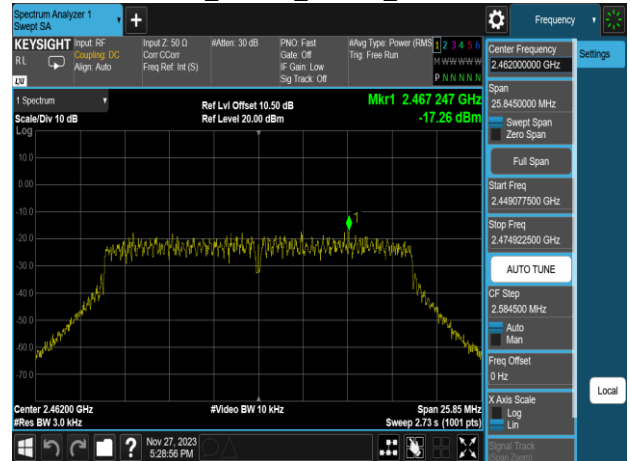 Spectrum Analyzer 1
Swept SA
+
Frequency
KEYSIGHT
RL
LXI
Input: RF
Coupling: DC
Align: Auto
Input Z: 50 Ω
Corr CCorr
Freq Ref: Int (S)
#Atten: 30 dB
PNO: Fast
Gate: Off
IF Gain: Low
Sig Track: Off
#Avg Type: Power (RMS
Trig: Free Run
1 2 3 4 5 6
M W W W W W
P N N N N N
1 Spectrum
Scale/Div 10 dB
Ref Lvl Offset 10.50 dB
Ref Level 20.00 dBm
Mkr1 2.467 247 GHz
-17.26 dBm
Log
10.0
0.00
-10.0
-20.0
-30.0
-40.0
-50.0
-60.0
-70.0
1
Center 2.46200 GHz
#Res BW 3.0 kHz
#Video BW 10 kHz
Span 25.85 MHz
Sweep 2.73 s (1001 pts)
Center Frequency
2.462000000 GHz
Settings
Span
25.8450000 MHz
Swept Span
Zero Span
Full Span
Start Freq
2.449077500 GHz
Stop Freq
2.474922500 GHz
AUTO TUNE
CF Step
2.584500 MHz
Auto
Man
Freq Offset
0 Hz
X Axis Scale
Log
Lin
Local
Signal Track
(Span Zoom)
?
Nov 27, 2023
5:28:56 PM